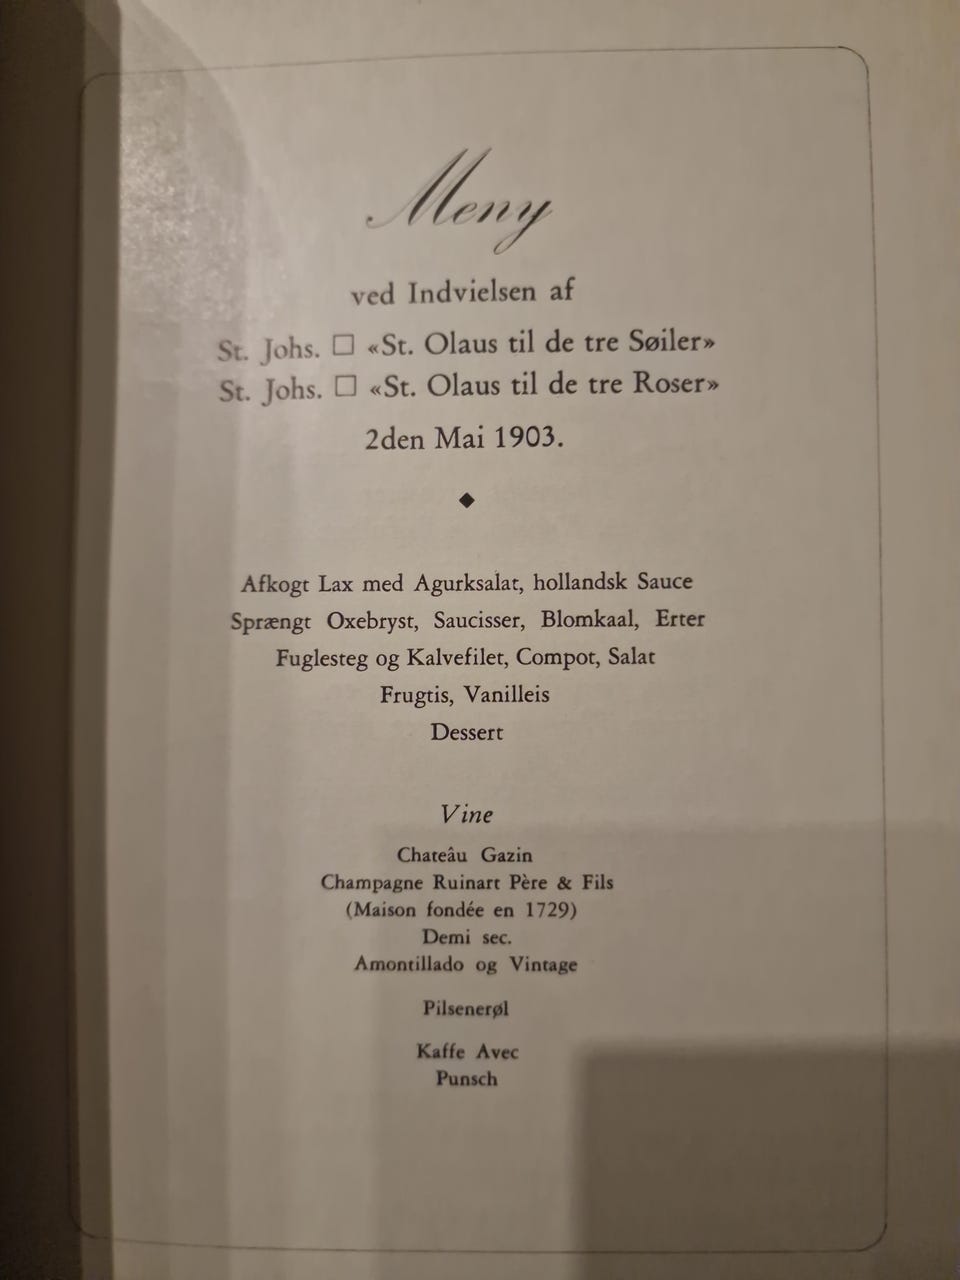 Meny
ved Indvielsen af
St. Johs. □ «St. Olaus til de tre Søiler»
St. Johs. □ «St. Olaus til de tre Roser»
2den Mai 1903.
Afkogt Lax med Agurksalat, hollandsk Sauce
Sprængt Oxebryst, Saucisser, Blomkaal, Erter
Fuglesteg og Kalvefilet, Compot, Salat
Frugtis, Vanilleis
Dessert
Vine
Chateâu Gazin
Champagne Ruinart Père & Fils
(Maison fondée en 1729)
Demi sec.
Amontillado og Vintage
Pilsenerøl
Kaffe Avec
Punsch